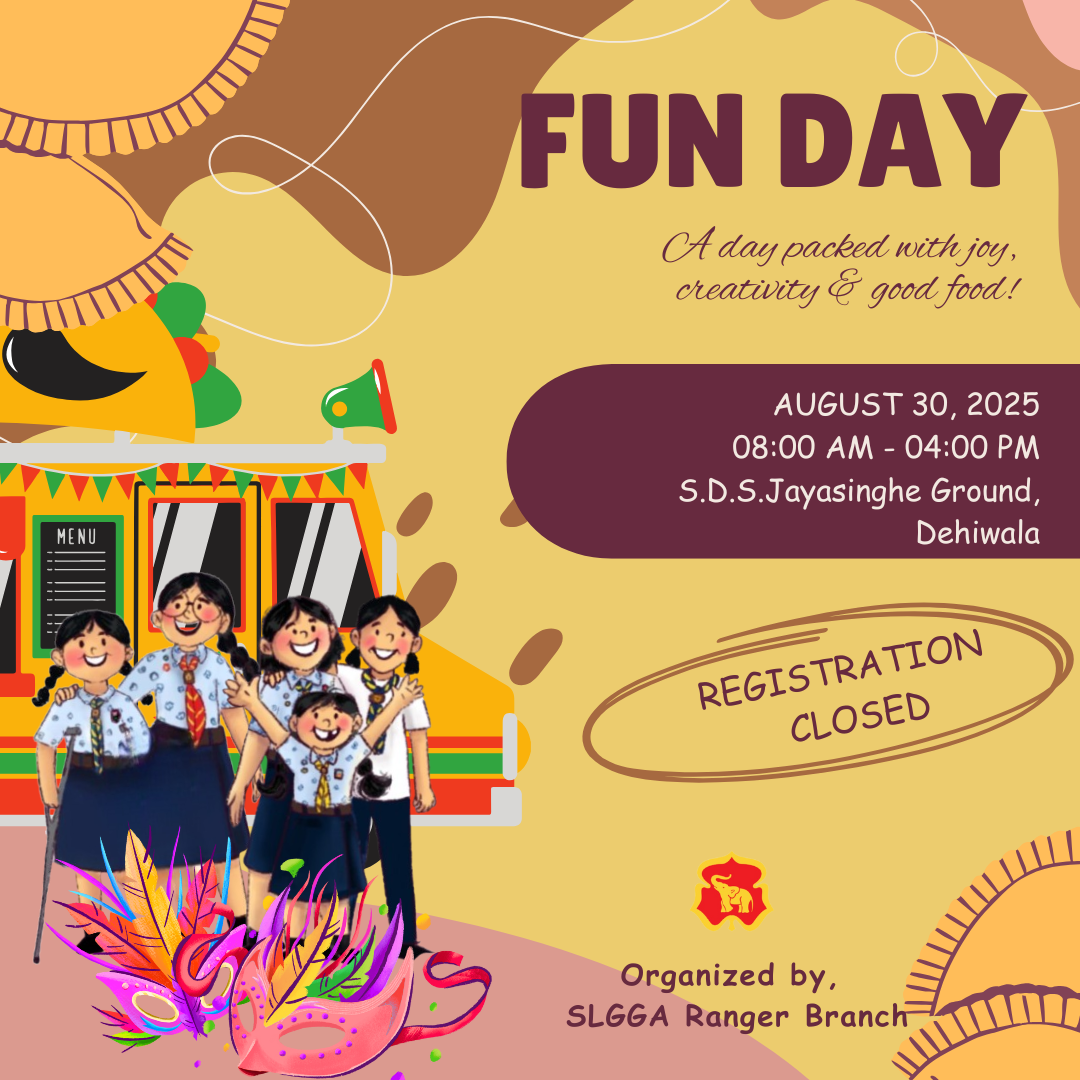 FUN DAY
A day packed with joy,
creativity & good food!
AUGUST 30, 2025
08:00 AM - 04:00 PM
S.D.S.Jayasinghe Ground,
Dehiwala
MENU
REGISTRATION
CLOSED
Organized by,
SLGGA Ranger Branch